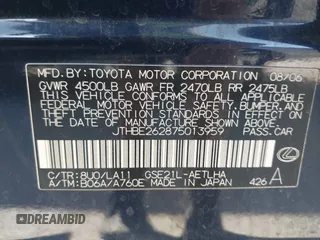 MFD. BY: TOYOTA MOTOR CORPORATION 08/06
GVWR 4500LB GAWR FR 2470LB RR 2475LB
THIS VEHICLE CONFORMS TO ALL APPLICABLE
FEDERAL MOTOR VEHICLE SAFETY, BUMPER, AND
THEFT PREVENTION STANDARDS IN EFFECT ON
THE DATE OF MANUFACTURE SHOWN ABOVE.
JTHBE262875013959 PASS. CAR
C/TR: 8U0/LA11 GSE21L-AETLHA
A/TM: B06A/A760E MADE IN JAPAN 426 A
DREAMBID